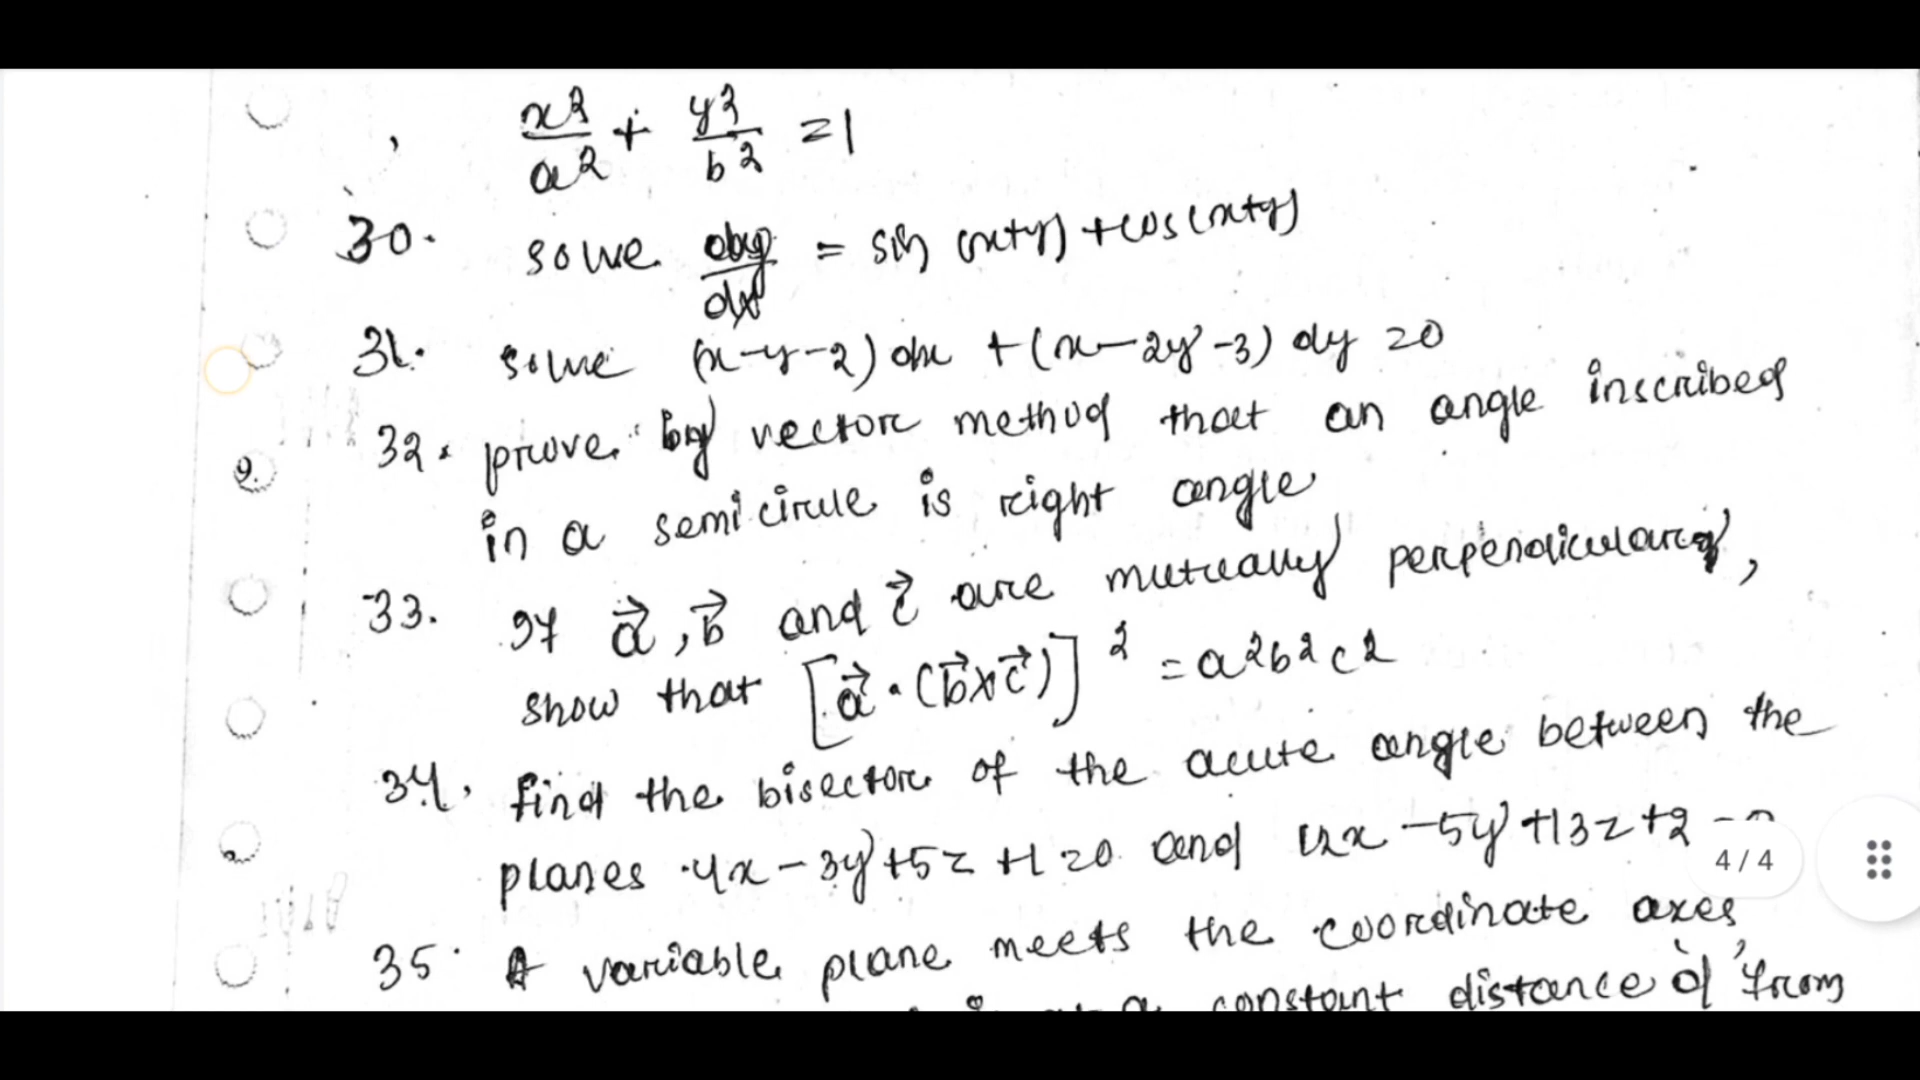 x²/a² + y²/b² = 1
30. solve dy/dx = sin (x+y) + cos (x+y)
31. solve (x-y-2) dx + (x-2y-3) dy = 0
32. prove by vector method that an angle inscribed
in a semicircle is right angle
33. If a⃗, b⃗ and c⃗ are mutually perpendicular,
show that [a⃗ . (b⃗ x c⃗)]² = a²b²c²
34. find the bisector of the acute angle between the
planes 4x - 3y + 5z + 1 = 0 and 12x - 5y + 13z + 2
4 / 4
35. A variable plane meets the coordinate axes
constant distance 'd' from